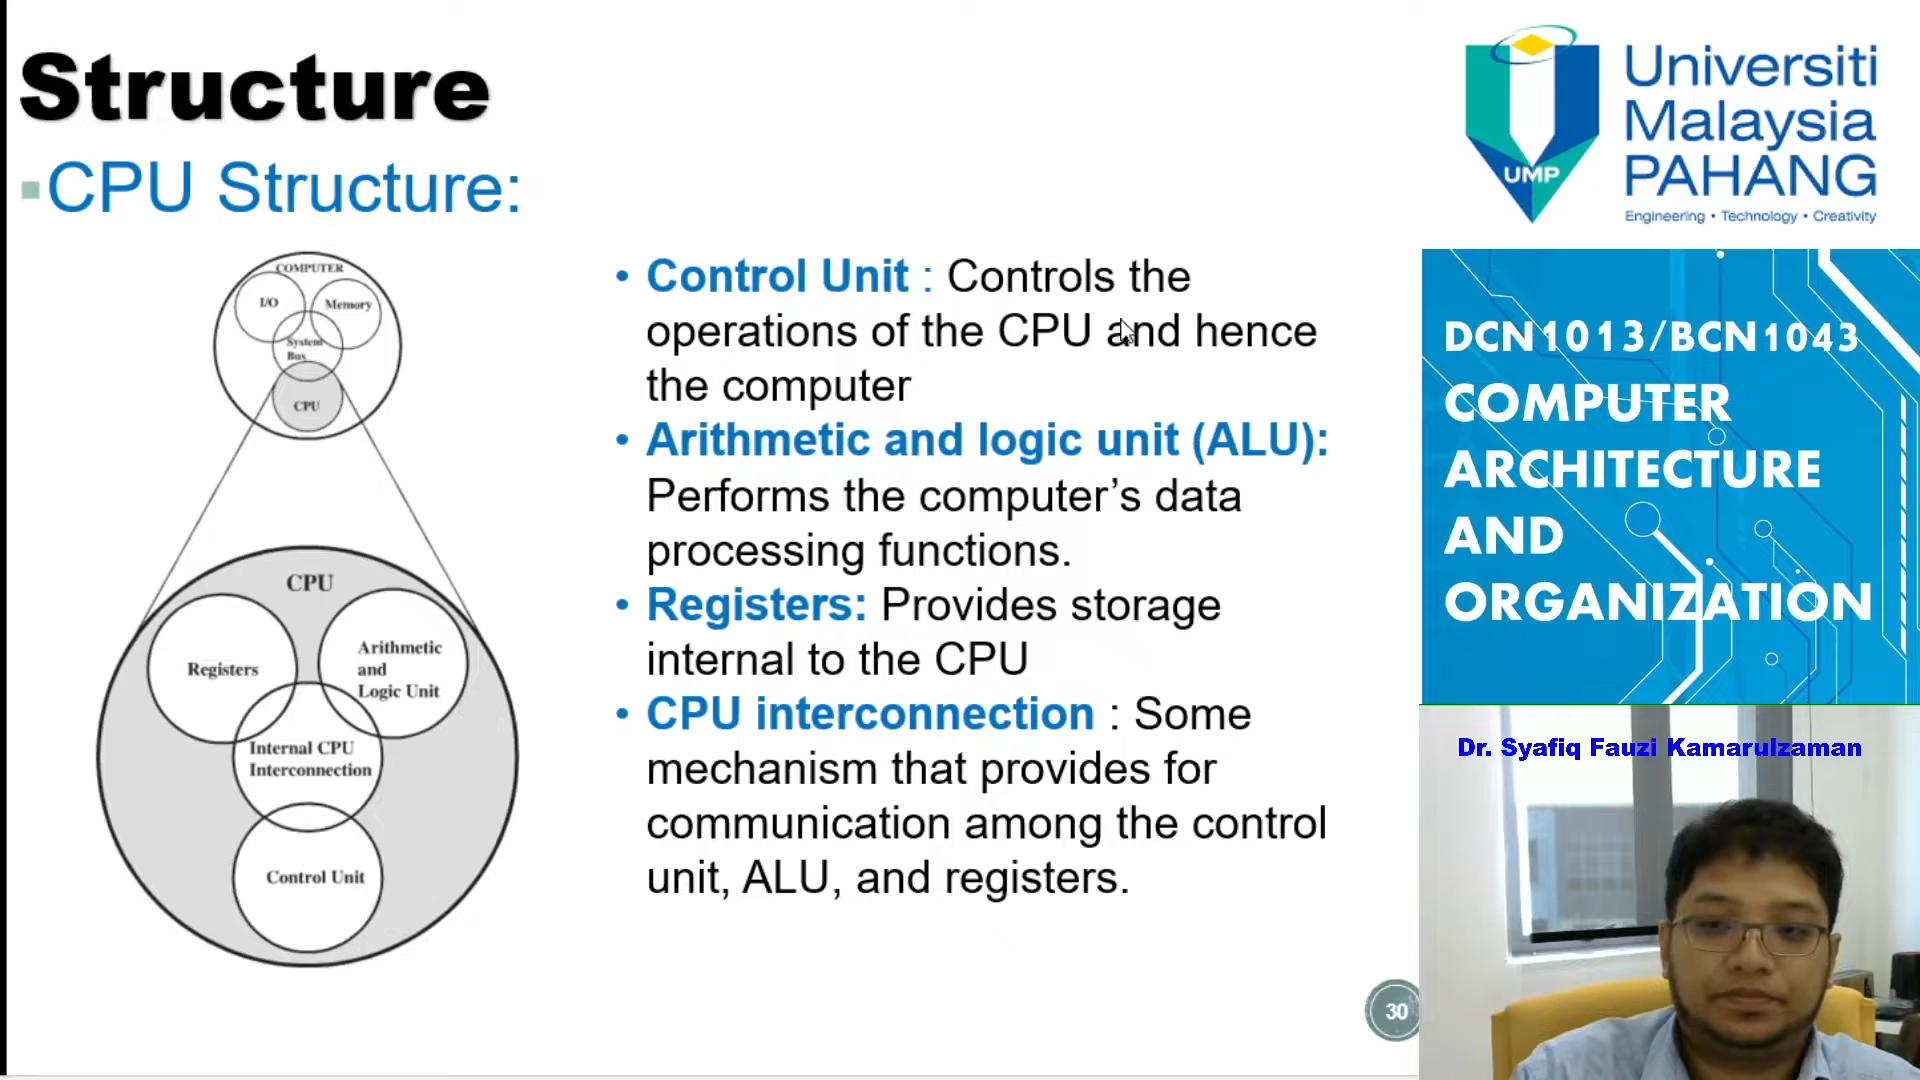 Structure
▪CPU Structure:
COMPUTER
I/O
Memory
System
Bus
CPU
CPU
Registers
Arithmetic
and
Logic Unit
Internal CPU
Interconnection
Control Unit
• Control Unit : Controls the
operations of the CPU and hence
the computer
• Arithmetic and logic unit (ALU):
Performs the computer’s data
processing functions.
• Registers: Provides storage
internal to the CPU
• CPU interconnection : Some
mechanism that provides for
communication among the control
unit, ALU, and registers.
30
UMP
Universiti
Malaysia
PAHANG
Engineering • Technology • Creativity
DCN1013/BCN1043
COMPUTER
ARCHITECTURE
AND
ORGANIZATION
Dr. Syafiq Fauzi Kamarulzaman